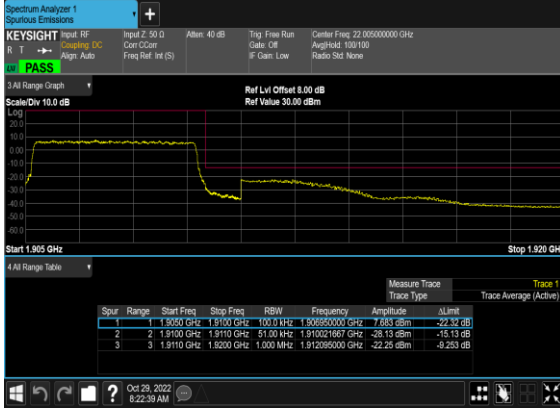 Spectrum Analyzer 1
Spurious Emissions
+
KEYSIGHT Input: RF Input Z: 50 Ω Atten: 40 dB Trig: Free Run Center Freq: 22.005000000 GHz
R T Coupling: DC Corr CCorr Gate: Off Avg|Hold: 100/100
Align: Auto Freq Ref: Int (S) IF Gain: Low Radio Std: None
LXI PASS
3 All Range Graph
Ref Lvl Offset 8.00 dB
Scale/Div 10.0 dB Ref Value 30.00 dBm
Log
20.0
10.0
0.00
-10.0
-20.0
-30.0
-40.0
-50.0
-60.0
Start 1.905 GHz Stop 1.920 GH
4 All Range Table
Measure Trace Trace 1
Trace Type Trace Average (Active)
Spur Range Start Freq Stop Freq RBW Frequency Amplitude ΔLimit
1 1 1.9050 GHz 1.9100 GHz 100.0 kHz 1.906950000 GHz 7.683 dBm -22.32 dB
2 2 1.9100 GHz 1.9110 GHz 51.00 kHz 1.910021667 GHz -28.13 dBm -15.13 dB
3 3 1.9110 GHz 1.9200 GHz 1.000 MHz 1.912095000 GHz -22.25 dBm -9.253 dB
? Oct 29, 2022
8:22:39 AM